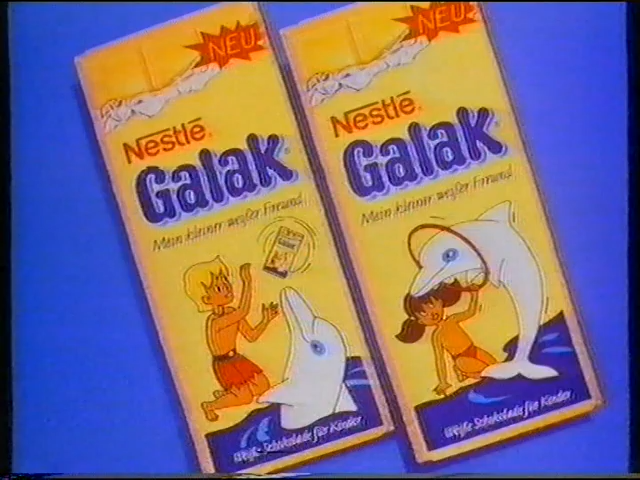 NEU
Nestlé
Galak
Mein kleiner weißer Freund.
Galak
Weiße Schokolade für Kinder.
NEU
Nestlé
Galak
Mein kleiner weißer Freund.
Weiße Schokolade für Kinder.